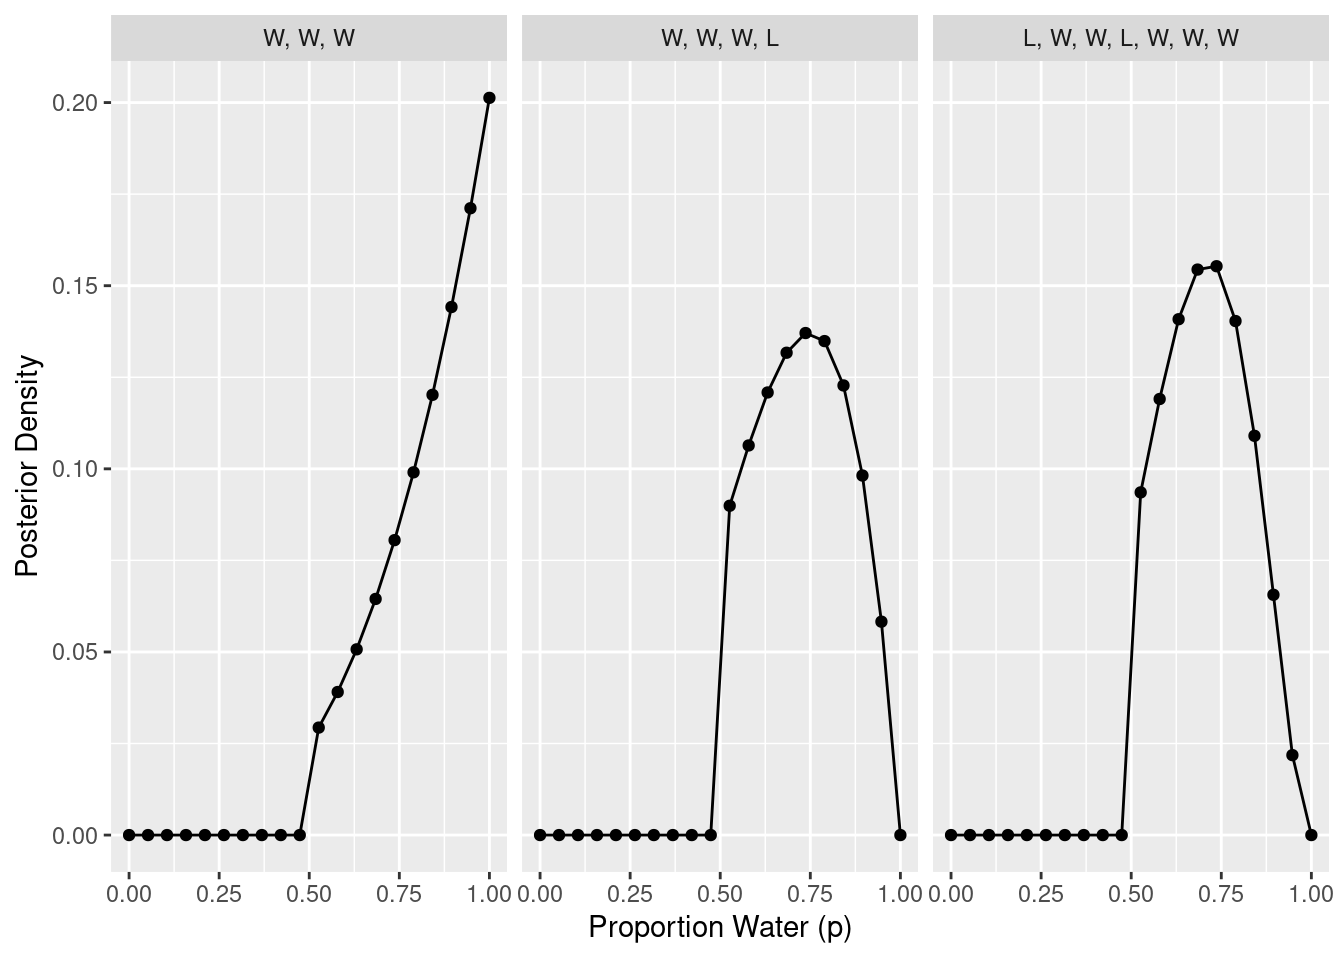 W, W, W
W, W, W, L
L, W, W, L, W, W, W
Posterior Density
0.20
0.15
0.10
0.05
0.00
0.00 0.25 0.50 0.75 1.00
0.00 0.25 0.50 0.75 1.00
0.00 0.25 0.50 0.75 1.00
Proportion Water (p)